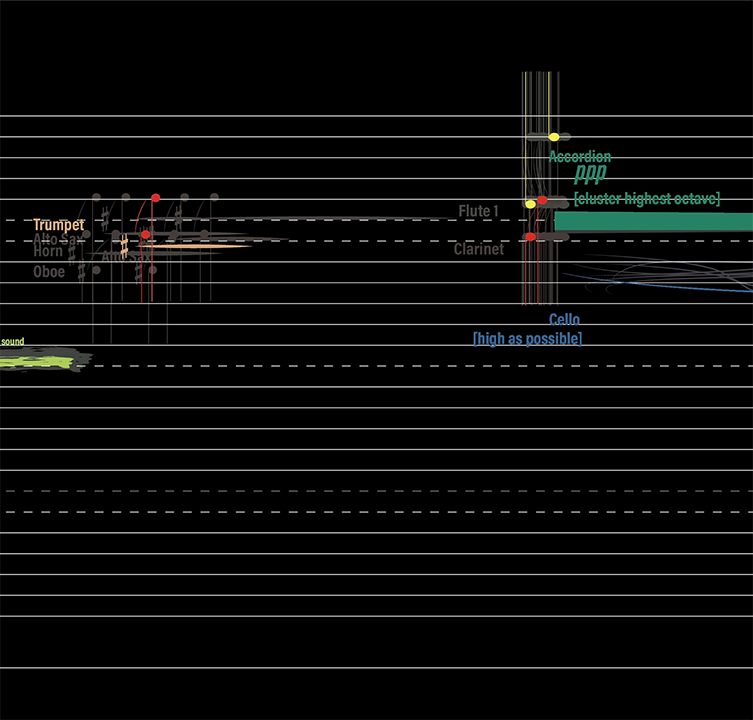 Accordion
ppp
[cluster highest octave]
Flute 1
Trumpet
Alto Sax
Horn
Alto Sax
Clarinet
Oboe
Cello
[high as possible]
sound